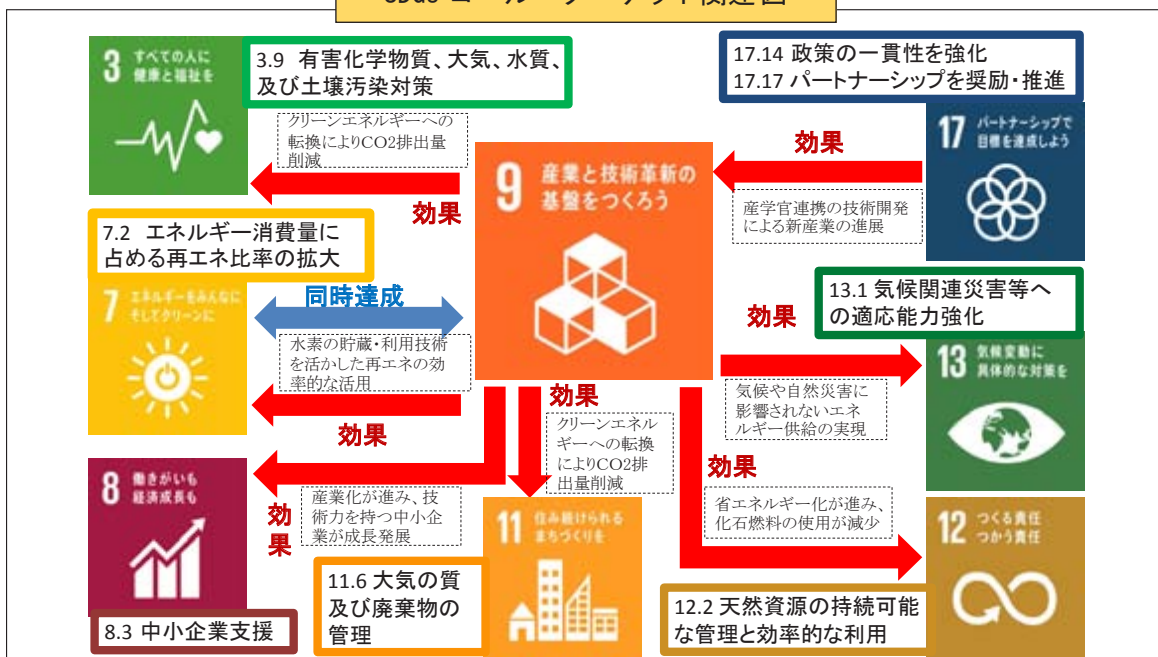 3 すべての人に
健康と福祉を
3.9 有害化学物質、大気、水質、
及び土壌汚染対策
クリーンエネルギーへの
転換によりCO2排出量
削減
効果
17.14 政策の一貫性を強化
17.17 パートナーシップを奨励・推進
17 パートナーシップで
目標を達成しよう
効果
産学官連携の技術開発
による新産業の進展
9 産業と技術革新の
基盤をつくろう
7.2 エネルギー消費量に
占める再エネ比率の拡大
7 エネルギーをみんなに
そしてクリーンに
同時達成
水素の貯蔵・利用技術
を活かした再エネの効
率的な活用
効果
13.1 気候関連災害等へ
の適応能力強化
効果
13 気候変動に
具体的な対策を
気候や自然災害に
影響されないエネ
ルギー供給の実現
8 働きがいも
経済成長も
効果
産業化が進み、技
術力を持つ中小企
業が成長発展
8.3 中小企業支援
効果
クリーンエネル
ギーへの転換
によりCO2排
出量削減
11 住み続けられる
まちづくりを
11.6 大気の質
及び廃棄物の
管理
効果
省エネルギー化が進み、
化石燃料の使用が減少
12 つくる責任
つかう責任
12.2 天然資源の持続可能
な管理と効率的な利用